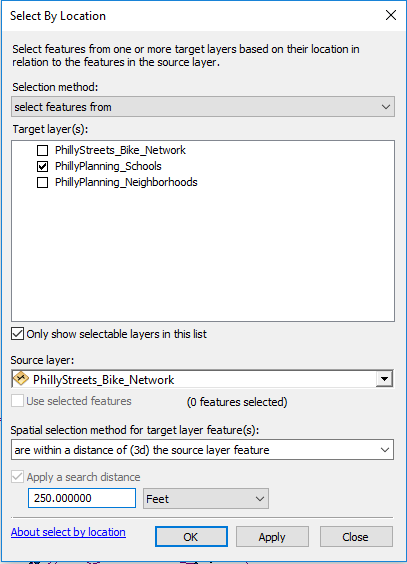 Select By Location
Select features from one or more target layers based on their location in
relation to the features in the source layer.
Selection method:
select features from
Target layer(s):
PhillyStreets_Bike_Network
PhillyPlanning_Schools
PhillyPlanning_Neighborhoods
Only show selectable layers in this list
Source layer:
PhillyStreets_Bike_Network
Use selected features (0 features selected)
Spatial selection method for target layer feature(s):
are within a distance of (3d) the source layer feature
Apply a search distance
250.000000 Feet
About select by location OK Apply Close